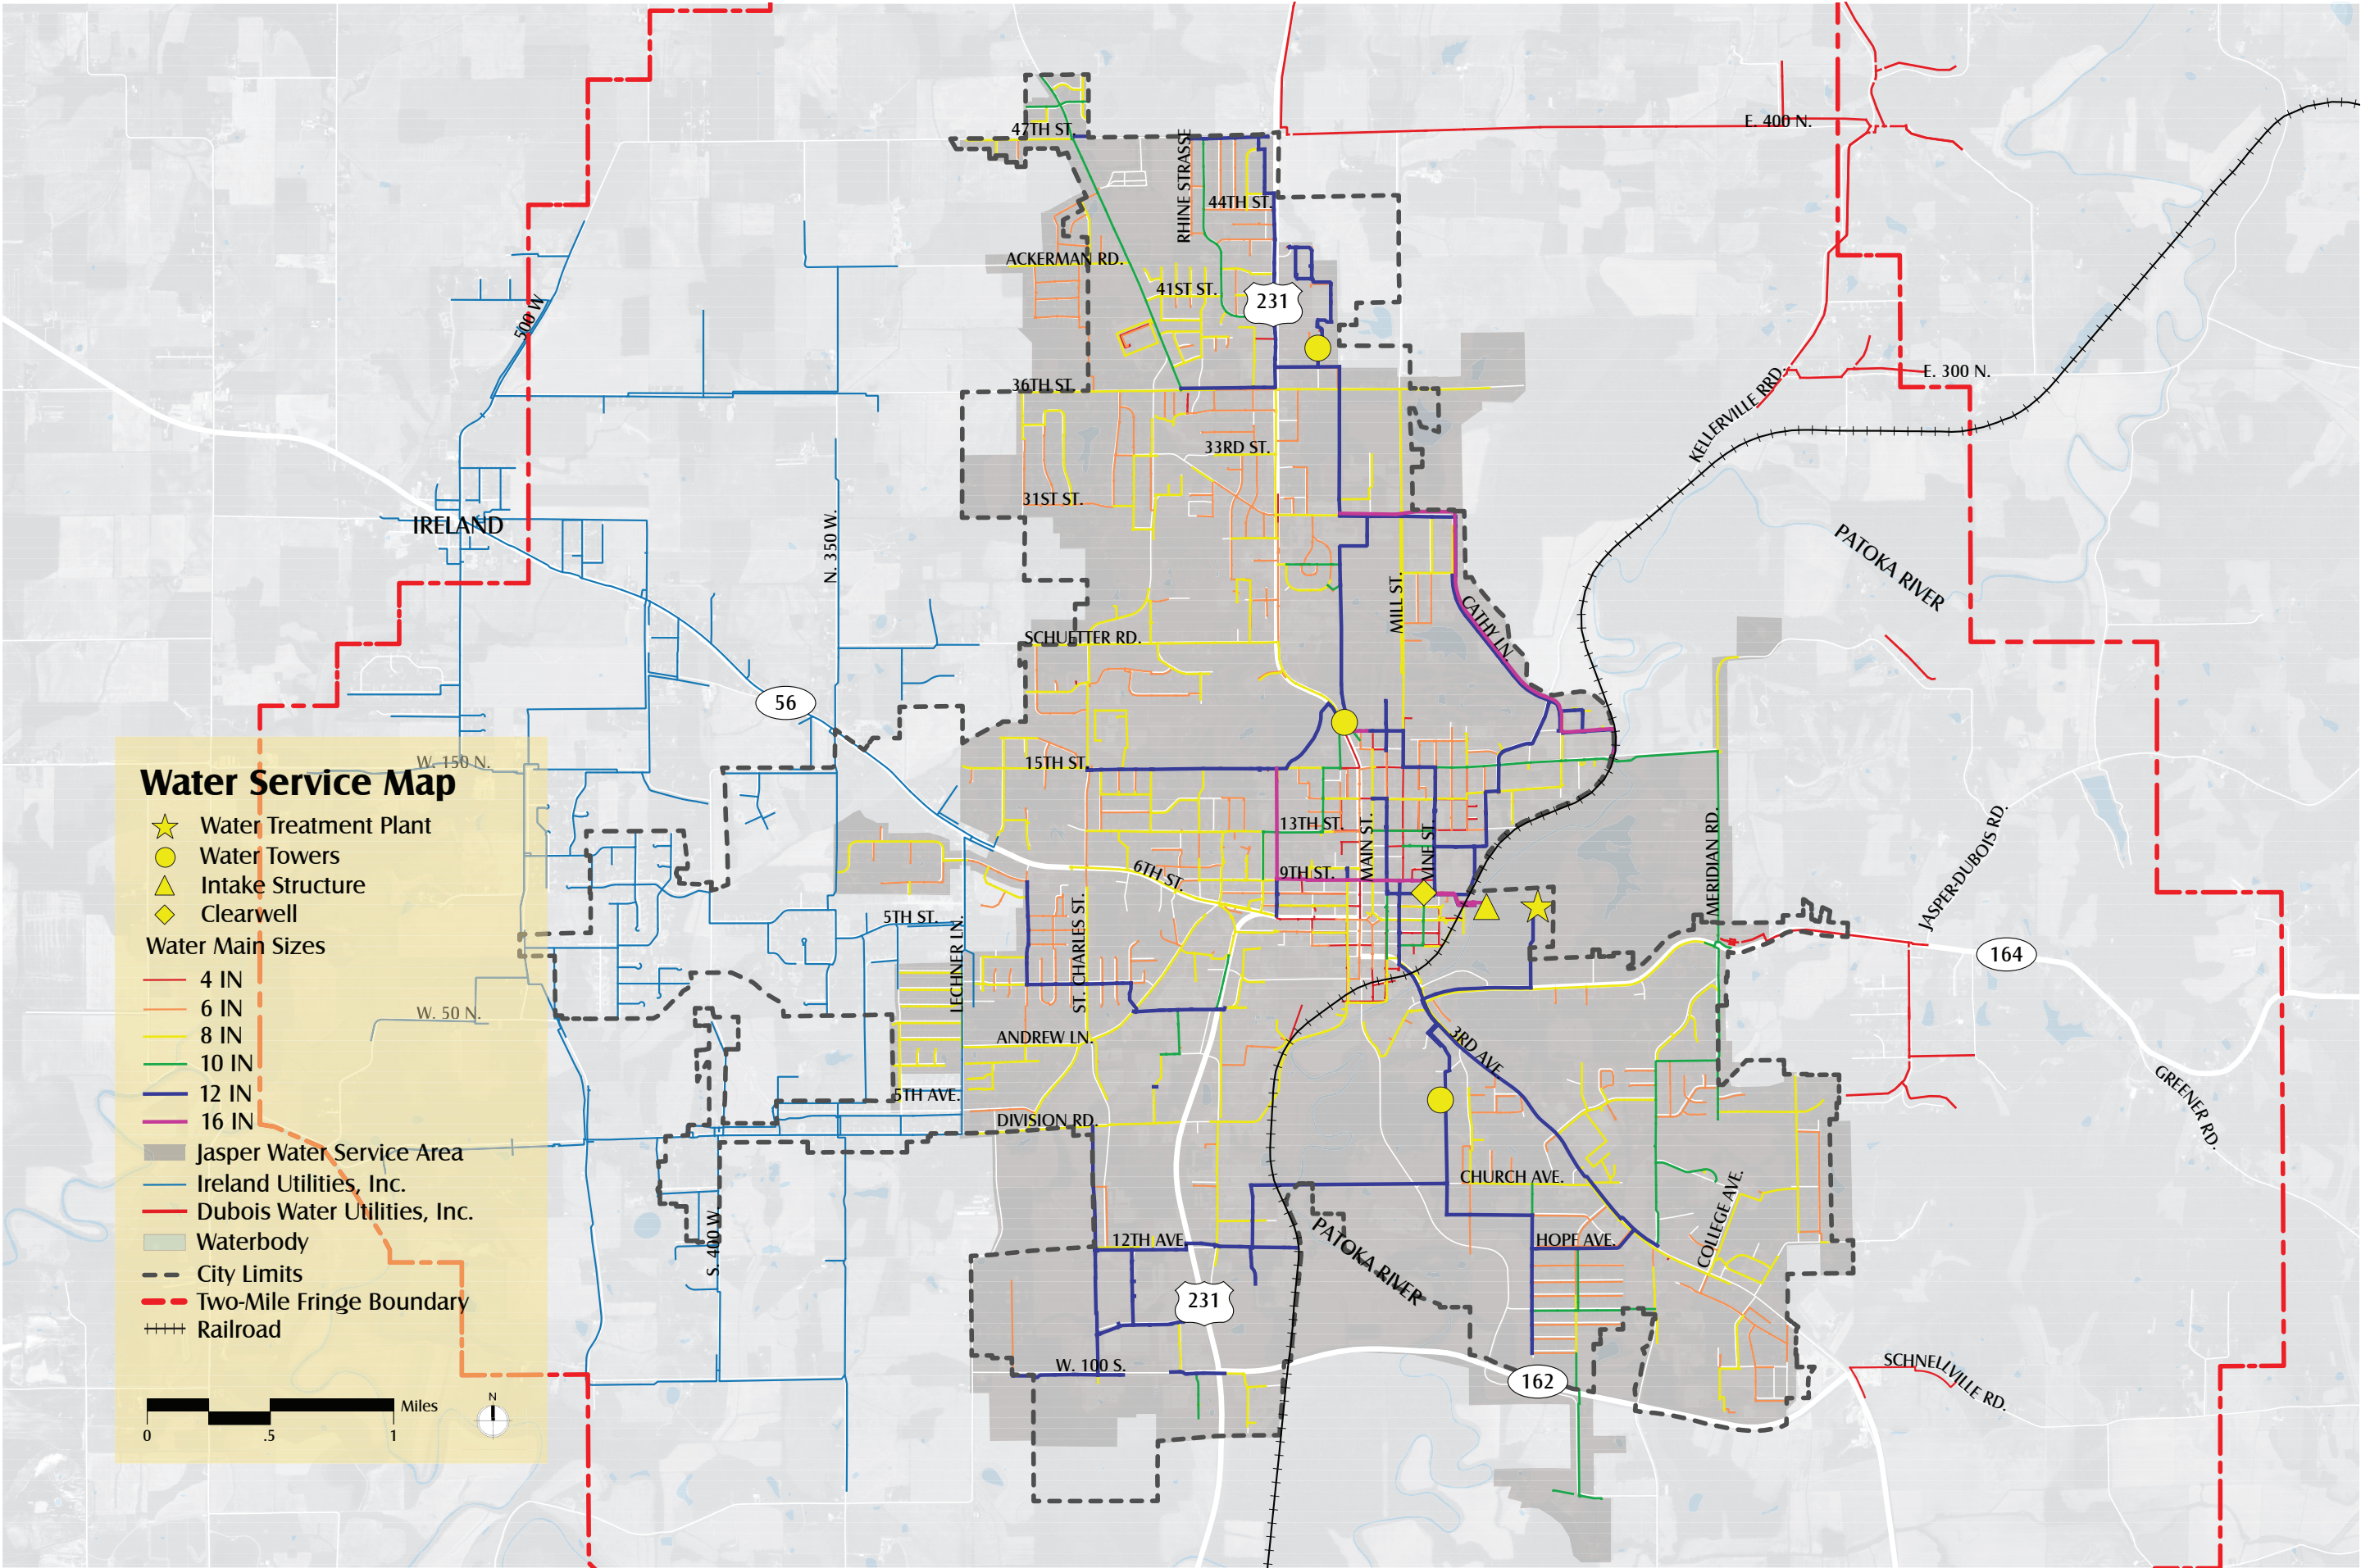 47TH ST.
RHINE STRASSE
E. 400 N.
44TH ST.
ACKERMAN RD.
41ST ST.
231
500 W
36TH ST.
E. 300 N.
KELLERVILLE RRD.
33RD ST.
31ST ST.
IRELAND
N. 350 W.
PATOKA RIVER
MILL ST.
CATHY LN.
SCHUETTER RD.
56
W. 150 N.
15TH ST.
13TH ST.
MAIN ST.
VINE ST.
MERIDIAN RD.
JASPER-DUBOIS RD.
6TH ST.
9TH ST.
5TH ST.
LECHNER LN.
ST. CHARLES ST.
164
W. 50 N.
ANDREW LN.
3RD AVE.
5TH AVE.
GREENER RD.
DIVISION RD.
CHURCH AVE.
COLLEGE AVE.
S. 400 W.
12TH AVE
HOPF AVE.
PATOKA RIVER
231
W. 100 S.
162
SCHNELLVILLE RD.
Water Service Map
Water Treatment Plant
Water Towers
Intake Structure
Clearwell
Water Main Sizes
4 IN
6 IN
8 IN
10 IN
12 IN
16 IN
Jasper Water Service Area
Ireland Utilities, Inc.
Dubois Water Utilities, Inc.
Waterbody
City Limits
Two-Mile Fringe Boundary
Railroad
Miles
N
0 .5 1